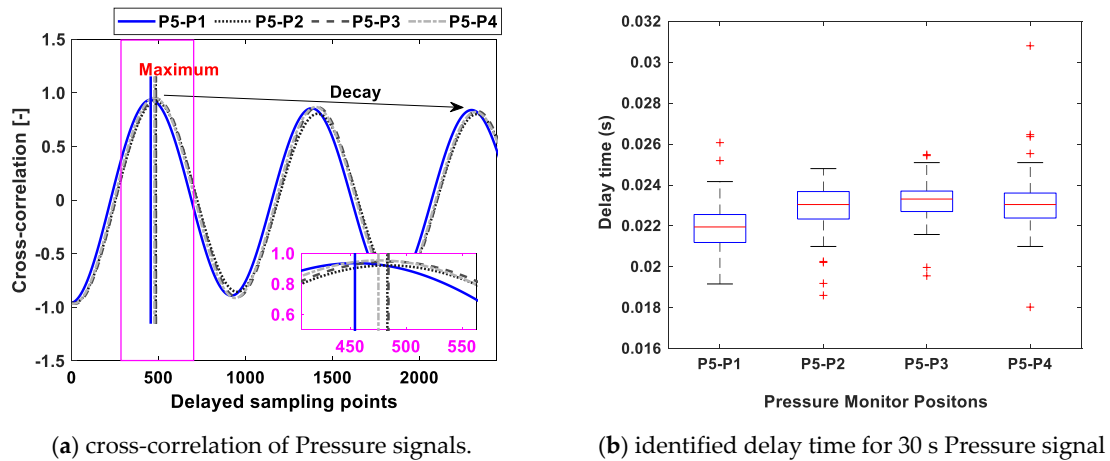 P5-P1 P5-P2 P5-P3 P5-P4
1.5
1.0
0.5
0
-0.5
-1.0
-1.5
Cross-correlation [-]
Maximum
Decay
1.0
0.8
0.6
450 500 550
0 500 1000 1500 2000
Delayed sampling points
(a) cross-correlation of Pressure signals.
0.032
0.03
0.028
0.026
0.024
0.022
0.02
0.018
0.016
Delay time (s)
P5-P1 P5-P2 P5-P3 P5-P4
Pressure Monitor Positons
(b) identified delay time for 30 s Pressure signal